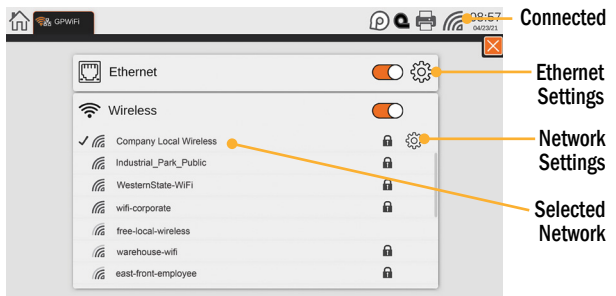 GPWiFi
08:57
04/23/21
Connected
Ethernet
Ethernet
Settings
Wireless
Company Local Wireless
Network
Settings
Industrial_Park_Public
WesternState-WiFi
wifi-corporate
Selected
Network
free-local-wireless
warehouse-wifi
east-front-employee